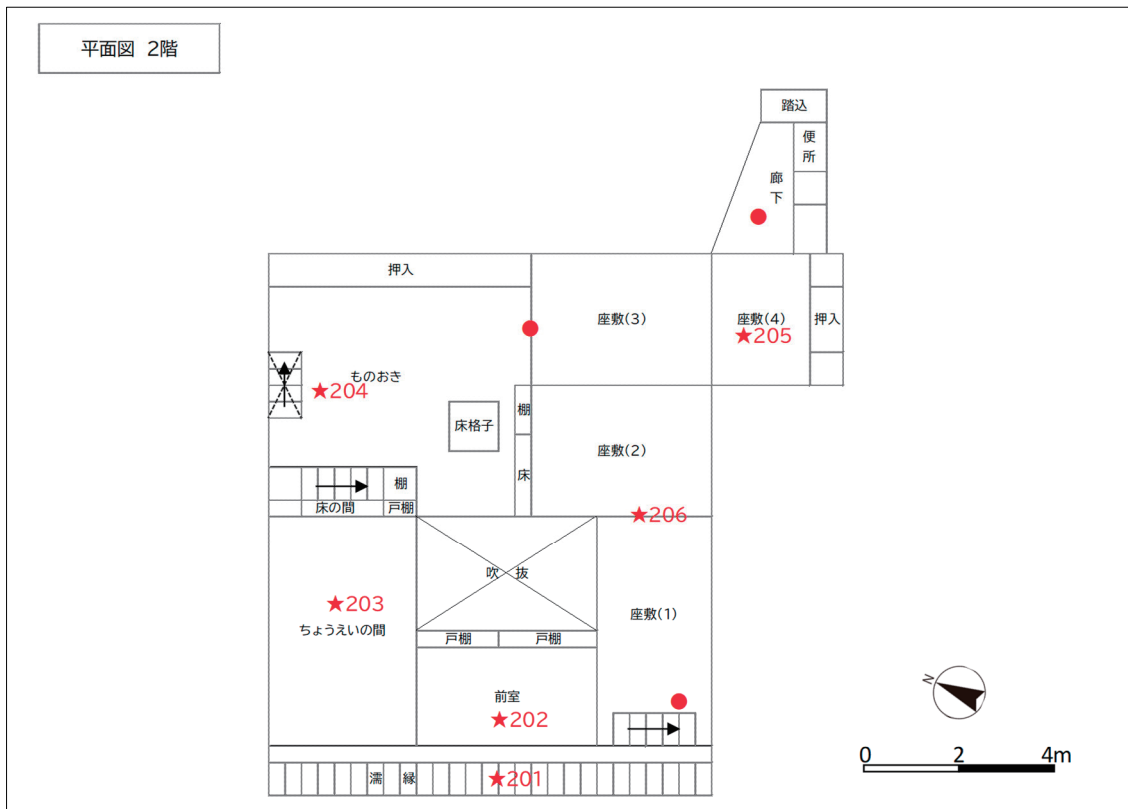 平面図 2階
踏込
便所
廊下
押入
座敷(3)
座敷(4)
★205
押入
ものおき
★204
床格子
棚
座敷(2)
床
棚
床の間
戸棚
★206
吹 抜
★203
ちょうえいの間
座敷(1)
戸棚
戸棚
前室
★202
N
濡 縁
★201
0 2 4m